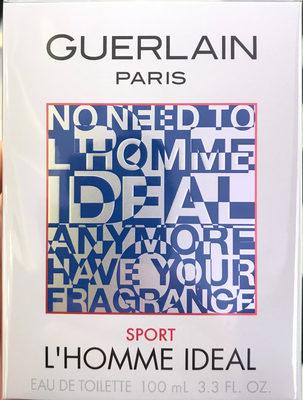 GUERLAIN
PARIS
NO NEED TO
L'HOMME
IDEAL
ANYMORE
HAVE YOUR
FRAGRANCE
SPORT
L'HOMME IDEAL
EAU DE TOILETTE 100 mL 3.3 FL. OZ.